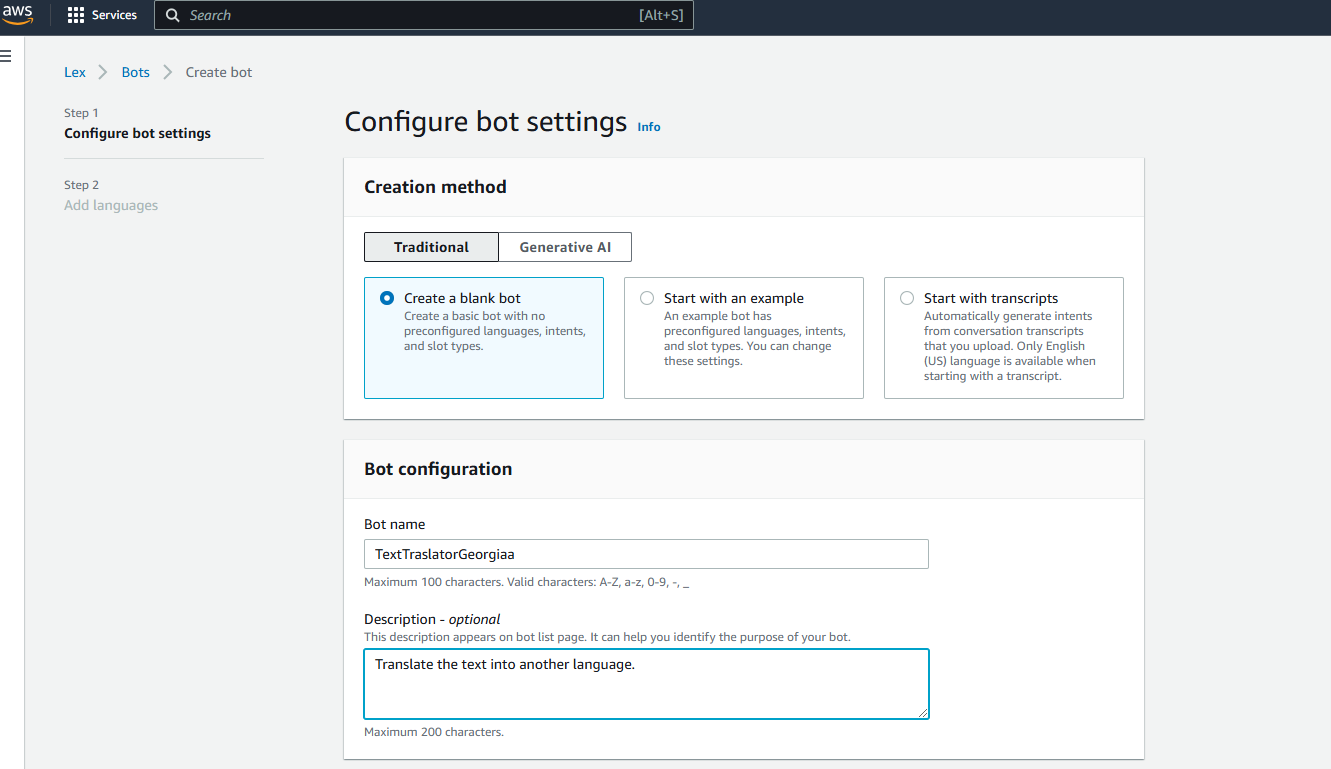 aws
Services
Search
[Alt+S]
Lex
Bots
Create bot
Step 1
Configure bot settings
Step 2
Add languages
Configure bot settings Info
Creation method
Traditional
Generative AI
Create a blank bot
Create a basic bot with no
preconfigured languages, intents,
and slot types.
Start with an example
An example bot has
preconfigured languages, intents,
and slot types. You can change
these settings.
Start with transcripts
Automatically generate intents
from conversation transcripts
that you upload. Only English
(US) language is available when
starting with a transcript.
Bot configuration
Bot name
TextTraslatorGeorgiaa
Maximum 100 characters. Valid characters: A-Z, a-z, 0-9, -, _
Description - optional
This description appears on bot list page. It can help you identify the purpose of your bot.
Translate the text into another language.
Maximum 200 characters.